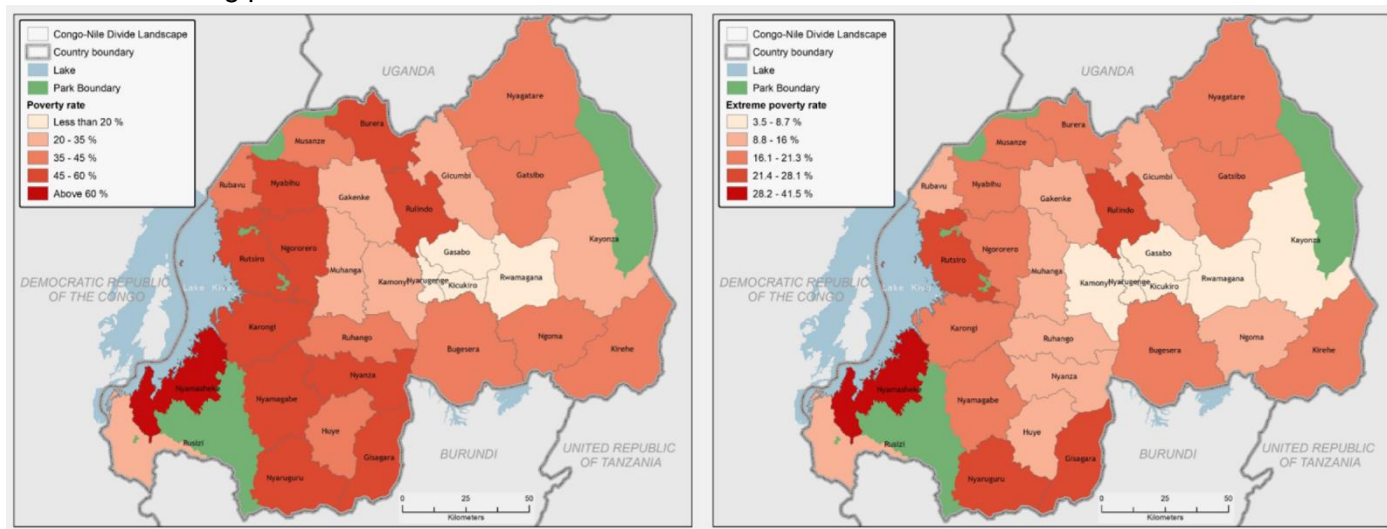 Congo-Nile Divide Landscape
Country boundary
Lake
Park Boundary
Poverty rate
Less than 20 %
20 - 35 %
35 - 45 %
45 - 60 %
Above 60 %
UGANDA
Nyagatare
Burera
Musanze
Gicumbi
Gatsibo
Rubavu
Nyabihu
Gakenke
Rulindo
Kayonza
Gasabo
Rutsiro
Ngororero
Muhanga
Kamonyi
Nyarugenge
Kicukiro
Rwamagana
DEMOCRATIC REPUBLIC
OF THE CONGO
Lake Kivu
Karongi
Ruhango
Bugesera
Ngoma
Kirehe
Nyamasheke
Nyamagabe
Nyanza
Huye
Rusizi
Gisagara
Nyaruguru
BURUNDI
UNITED REPUBLIC
OF TANZANIA
0 25 50
Kilometers
Congo-Nile Divide Landscape
Country boundary
Lake
Park Boundary
Extreme poverty rate
3.5 - 8.7 %
8.8 - 16 %
16.1 - 21.3 %
21.4 - 28.1 %
28.2 - 41.5 %
UGANDA
Nyagatare
Burera
Musanze
Gicumbi
Gatsibo
Rubavu
Nyabihu
Gakenke
Rulindo
Kayonza
Gasabo
Rutsiro
Ngororero
Muhanga
Kamonyi
Nyarugenge
Kicukiro
Rwamagana
DEMOCRATIC REPUBLIC
OF THE CONGO
Lake Kivu
Karongi
Ruhango
Bugesera
Ngoma
Kirehe
Nyamasheke
Nyamagabe
Nyanza
Huye
Rusizi
Gisagara
Nyaruguru
BURUNDI
UNITED REPUBLIC
OF TANZANIA
0 25 50
Kilometers